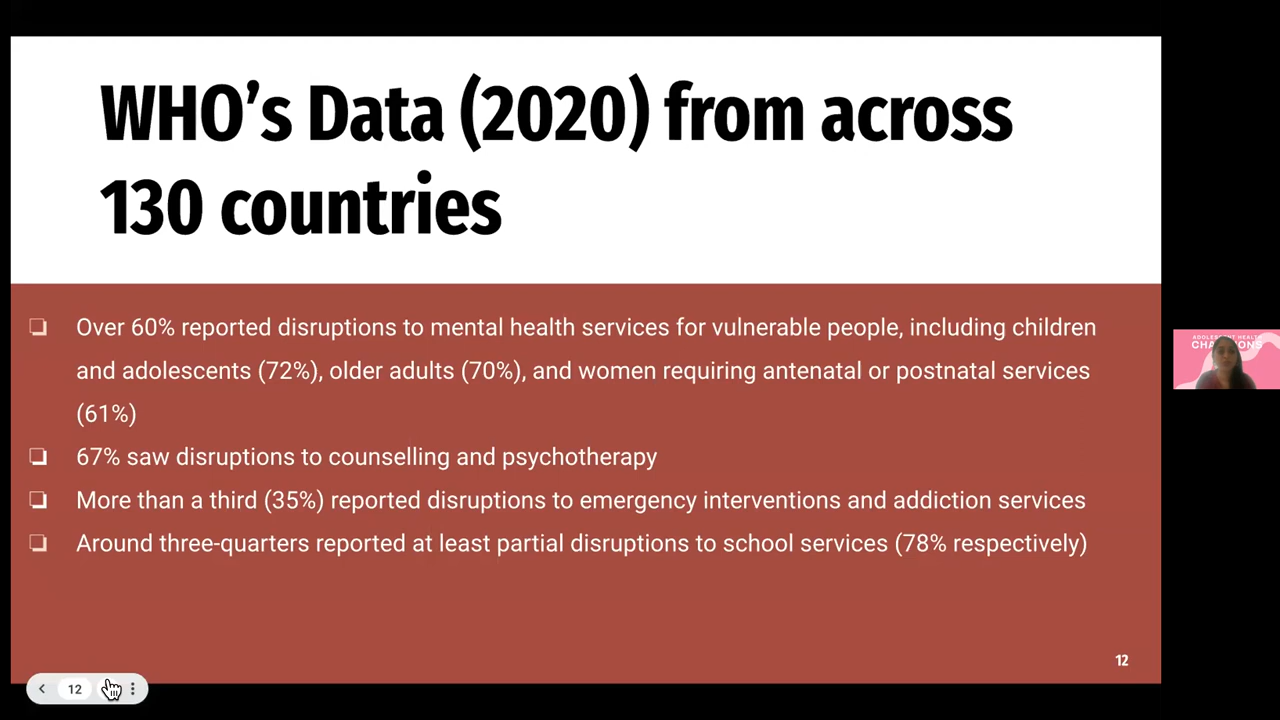 WHO's Data (2020) from across
130 countries
Over 60% reported disruptions to mental health services for vulnerable people, including children
and adolescents (72%), older adults (70%), and women requiring antenatal or postnatal services
(61%)
67% saw disruptions to counselling and psychotherapy
More than a third (35%) reported disruptions to emergency interventions and addiction services
Around three-quarters reported at least partial disruptions to school services (78% respectively)
12
12